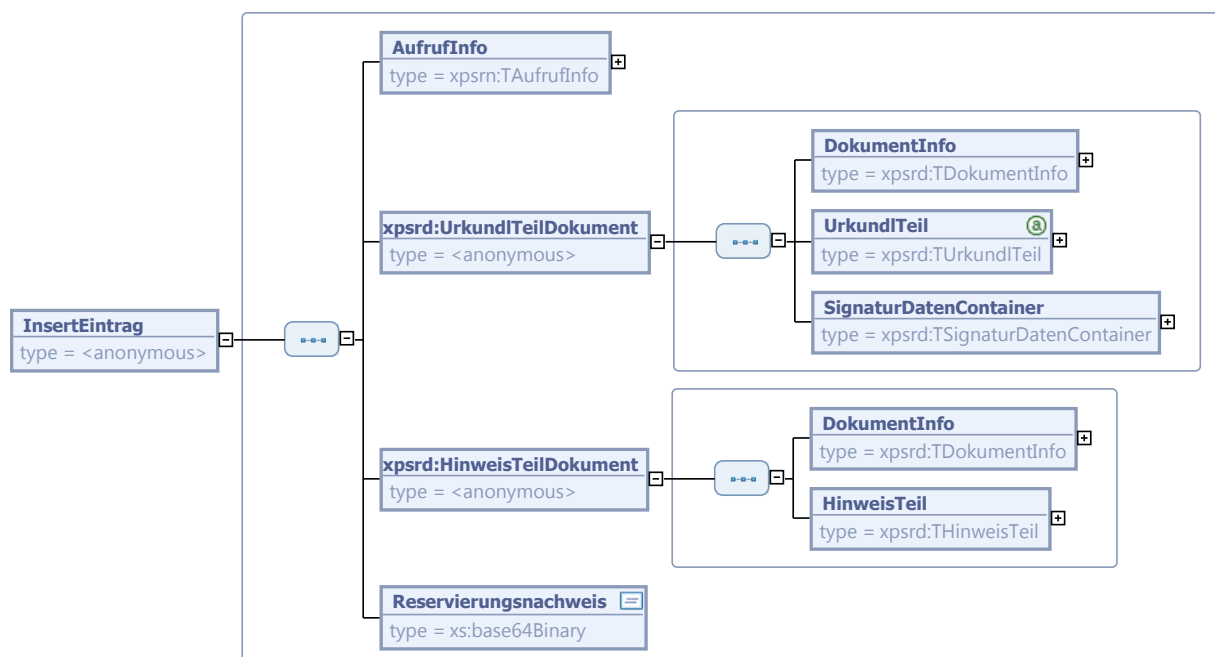 AufrufInfo
type = xpsrn:TAufrufInfo
DokumentInfo
type = xpsrd:TDokumentInfo
xpsrd:UrkundlTeilDokument
type = <anonymous>
UrkundlTeil
a
type = xpsrd:TUrkundlTeil
SignaturDatenContainer
type = xpsrd:TSignaturDatenContainer
InsertEintrag
type = <anonymous>
DokumentInfo
type = xpsrd:TDokumentInfo
xpsrd:HinweisTeilDokument
type = <anonymous>
HinweisTeil
type = xpsrd:THinweisTeil
Reservierungsnachweis
type = xs:base64Binary